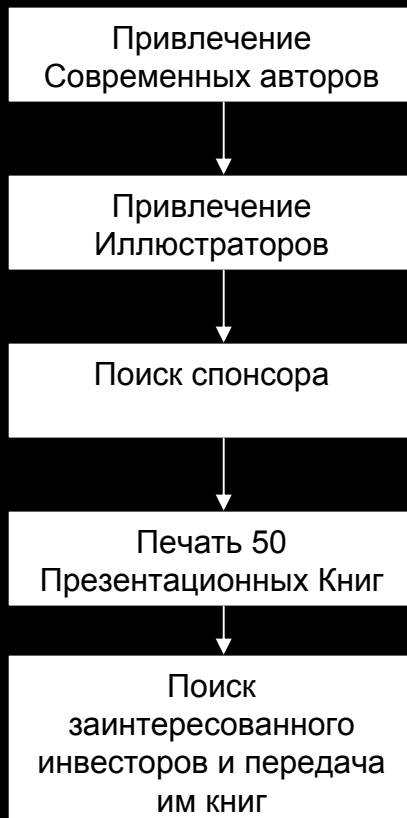 Привлечение
Современных авторов
Привлечение
Иллюстраторов
Поиск спонсора
Печать 50
Презентационных Книг
Поиск
заинтересованного
инвесторов и передача
им книг